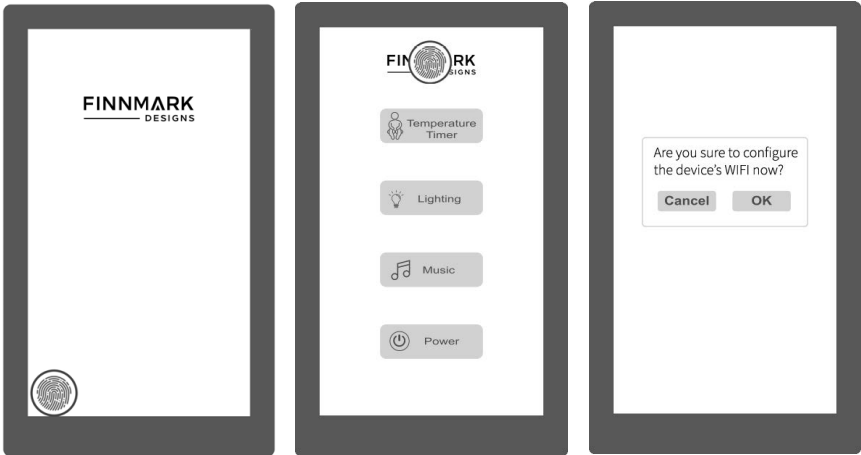 FINNMARK
DESIGNS
FIN RK
SIGNS
Temperature
Timer
Lighting
Music
Power
Are you sure to configure
the device's WIFI now?
Cancel OK